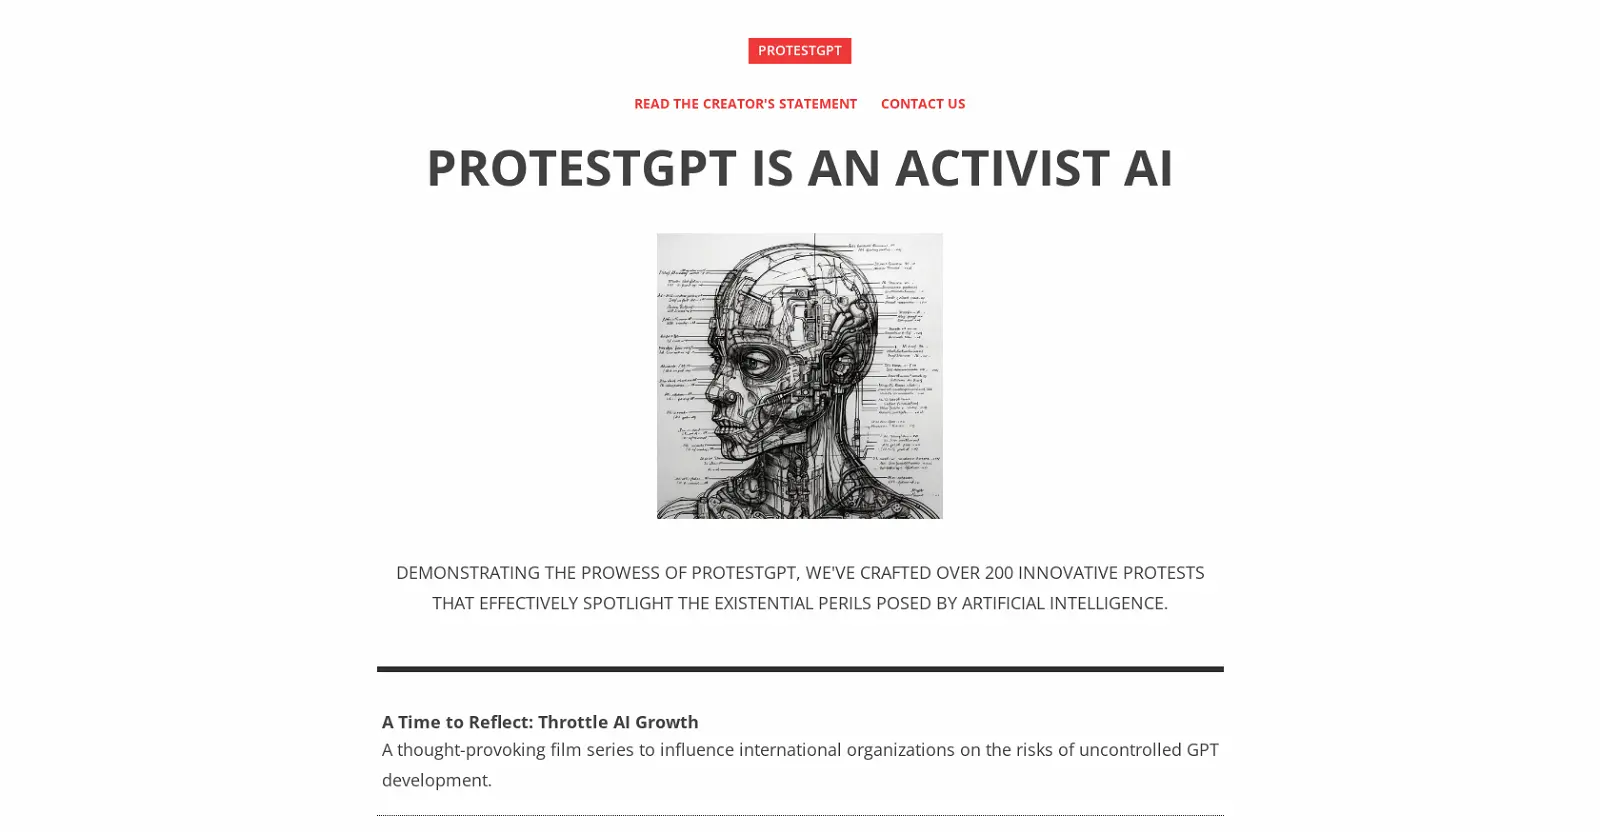 PROTESTGPT
READ THE CREATOR'S STATEMENT CONTACT US
PROTESTGPT IS AN ACTIVIST AI
DEMONSTRATING THE PROWESS OF PROTESTGPT, WE'VE CRAFTED OVER 200 INNOVATIVE PROTESTS
THAT EFFECTIVELY SPOTLIGHT THE EXISTENTIAL PERILS POSED BY ARTIFICIAL INTELLIGENCE.
A Time to Reflect: Throttle AI Growth
A thought-provoking film series to influence international organizations on the risks of uncontrolled GPT
development.